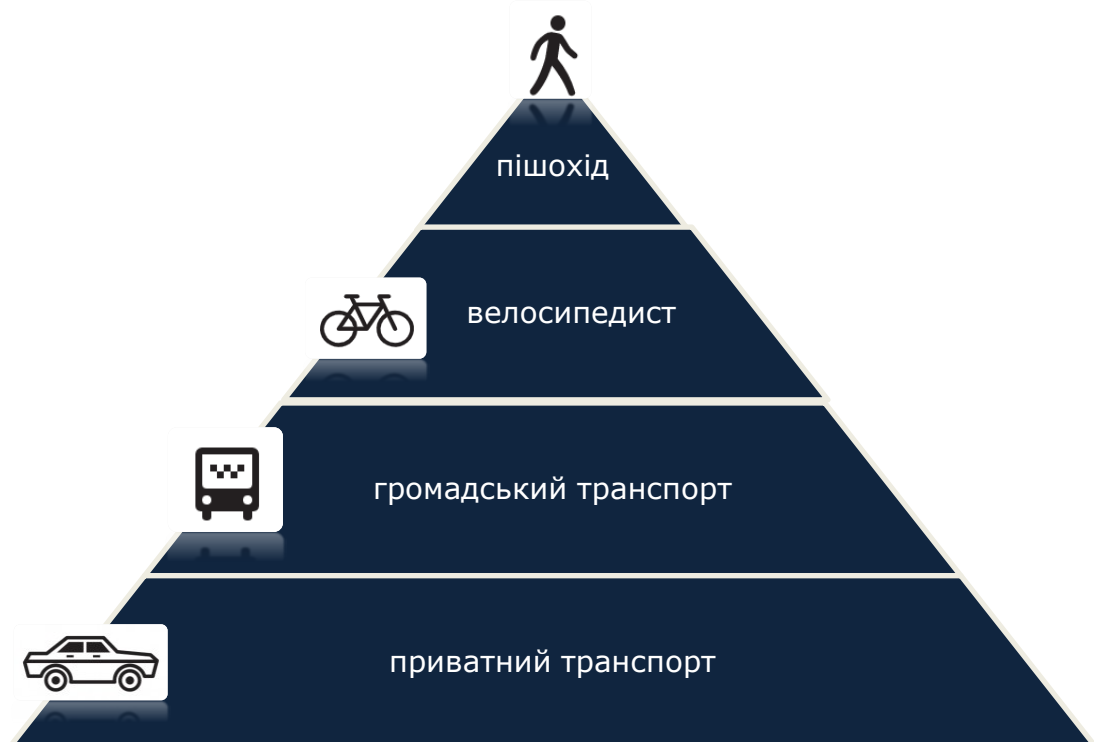 пішохід
велосипедист
громадський транспорт
приватний транспорт